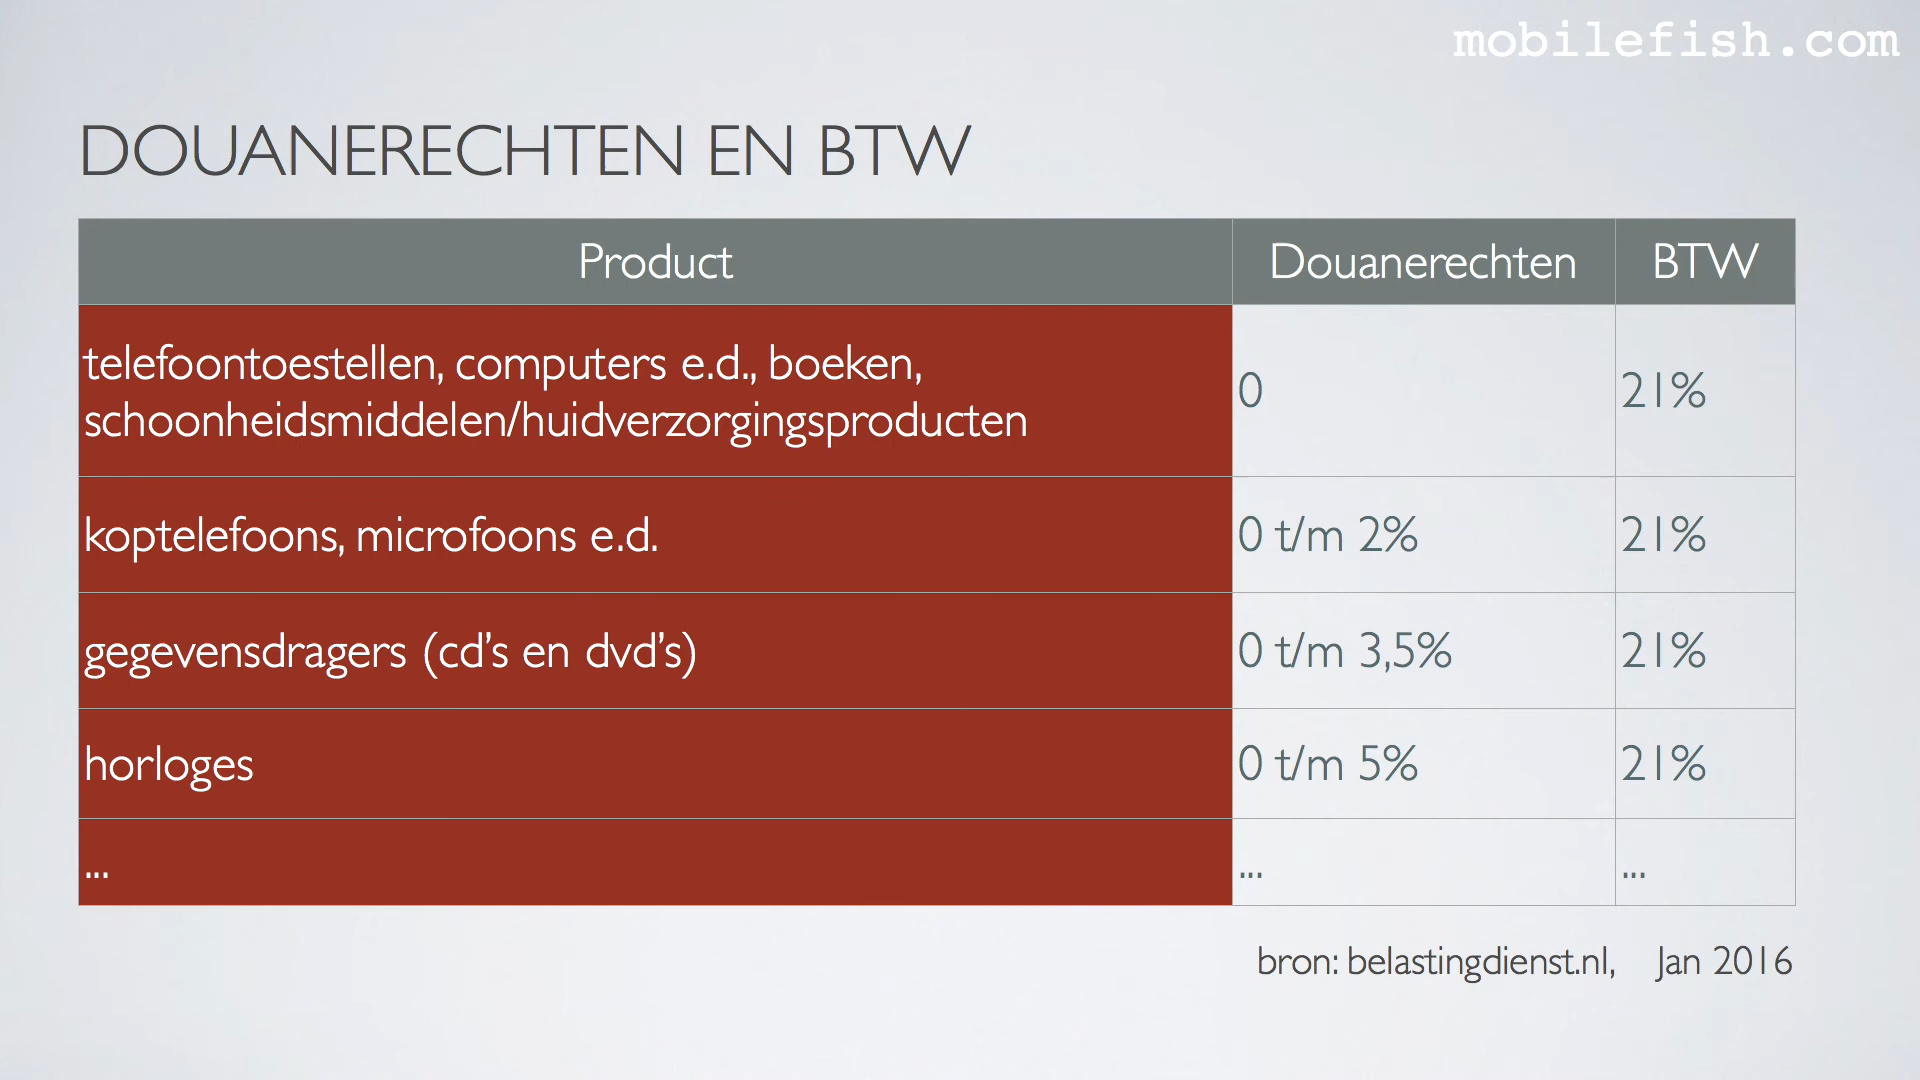 mobilefish.com
DOUANERECHTEN EN BTW
Product Douanerechten BTW
telefoontoestellen, computers e.d., boeken,
schoonheidsmiddelen/huidverzorgingsproducten 0 21%
koptelefoons, microfoons e.d. 0 t/m 2% 21%
gegevensdragers (cd's en dvd's) 0 t/m 3,5% 21%
horloges 0 t/m 5% 21%
... ... ...
bron: belastingdienst.nl, Jan 2016